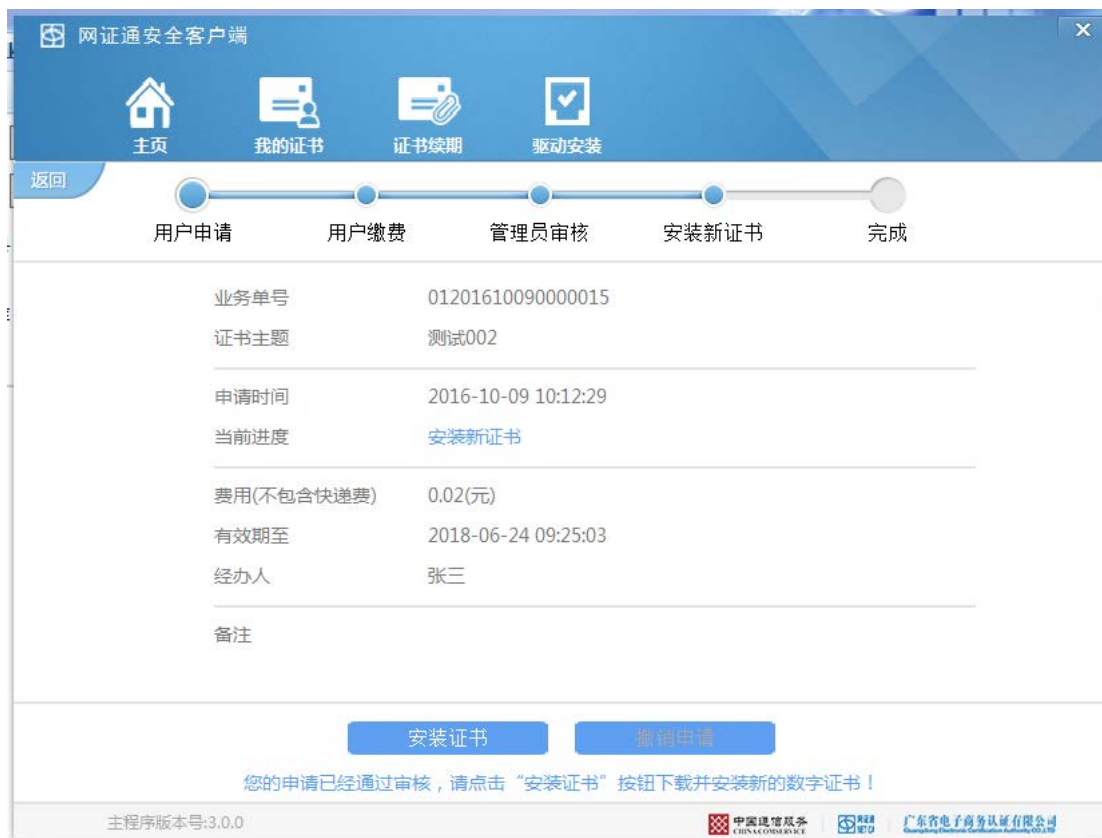 网证通安全客户端
主页 我的证书 证书续期 驱动安装
返回
用户申请 用户缴费 管理员审核 安装新证书 完成
业务单号 01201610090000015
证书主题 测试002
申请时间 2016-10-09 10:12:29
当前进度 安装新证书
费用(不包含快递费) 0.02(元)
有效期至 2018-06-24 09:25:03
经办人 张三
备注
安装证书 撤销申请
您的申请已经通过审核，请点击“安装证书”按钮下载并安装新的数字证书！
主程序版本号:3.0.0 中国通信服务 广东省电子商务认证有限公司
CHINA COMSERVICE